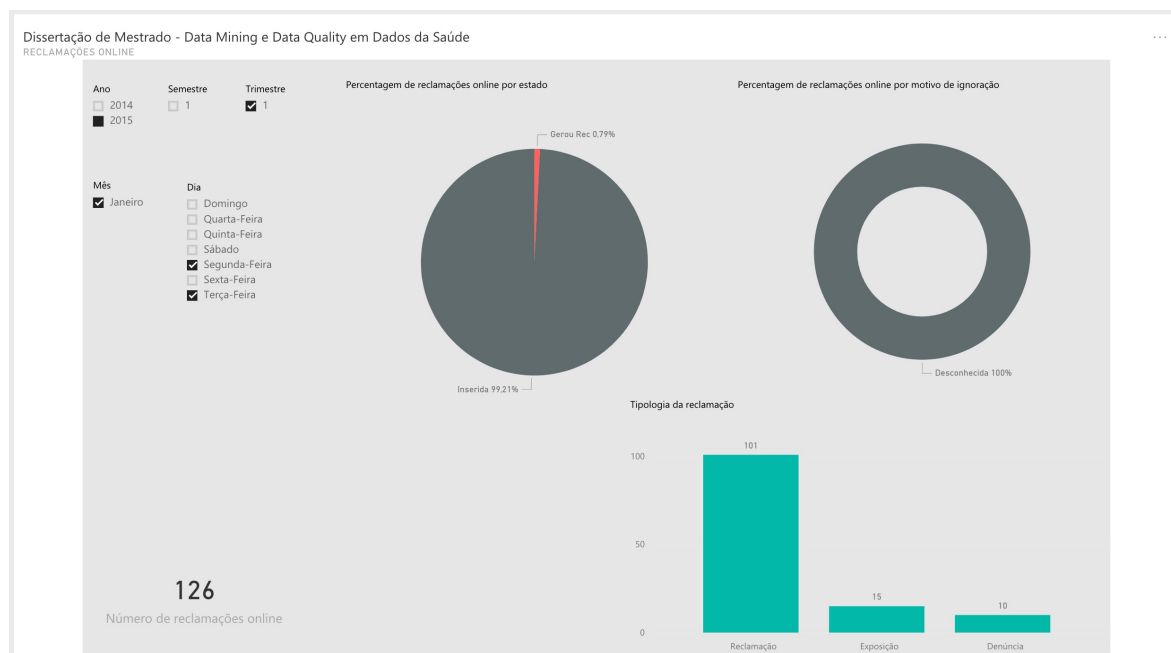 Dissertação de Mestrado - Data Mining e Data Quality em Dados da Saúde
...
RECLAMAÇÕES ONLINE
Ano
2014
2015
Semestre
1
Trimestre
1
Mês
Janeiro
Dia
Domingo
Quarta-Feira
Quinta-Feira
Sábado
Segunda-Feira
Sexta-Feira
Terça-Feira
Percentagem de reclamações online por estado
Gerou Rec 0,79%
Inserida 99,21%
Percentagem de reclamações online por motivo de ignoração
Desconhecida 100%
Tipologia da reclamação
100
50
0
101
15
10
Reclamação
Exposição
Denúncia
126
Número de reclamações online